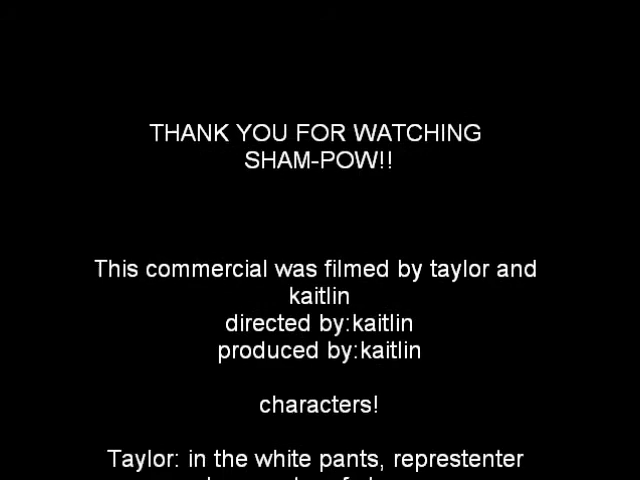 THANK YOU FOR WATCHING
SHAM-POW!!
This commercial was filmed by taylor and
kaitlin
directed by:kaitlin
produced by:kaitlin
characters!
Taylor: in the white pants, represtenter